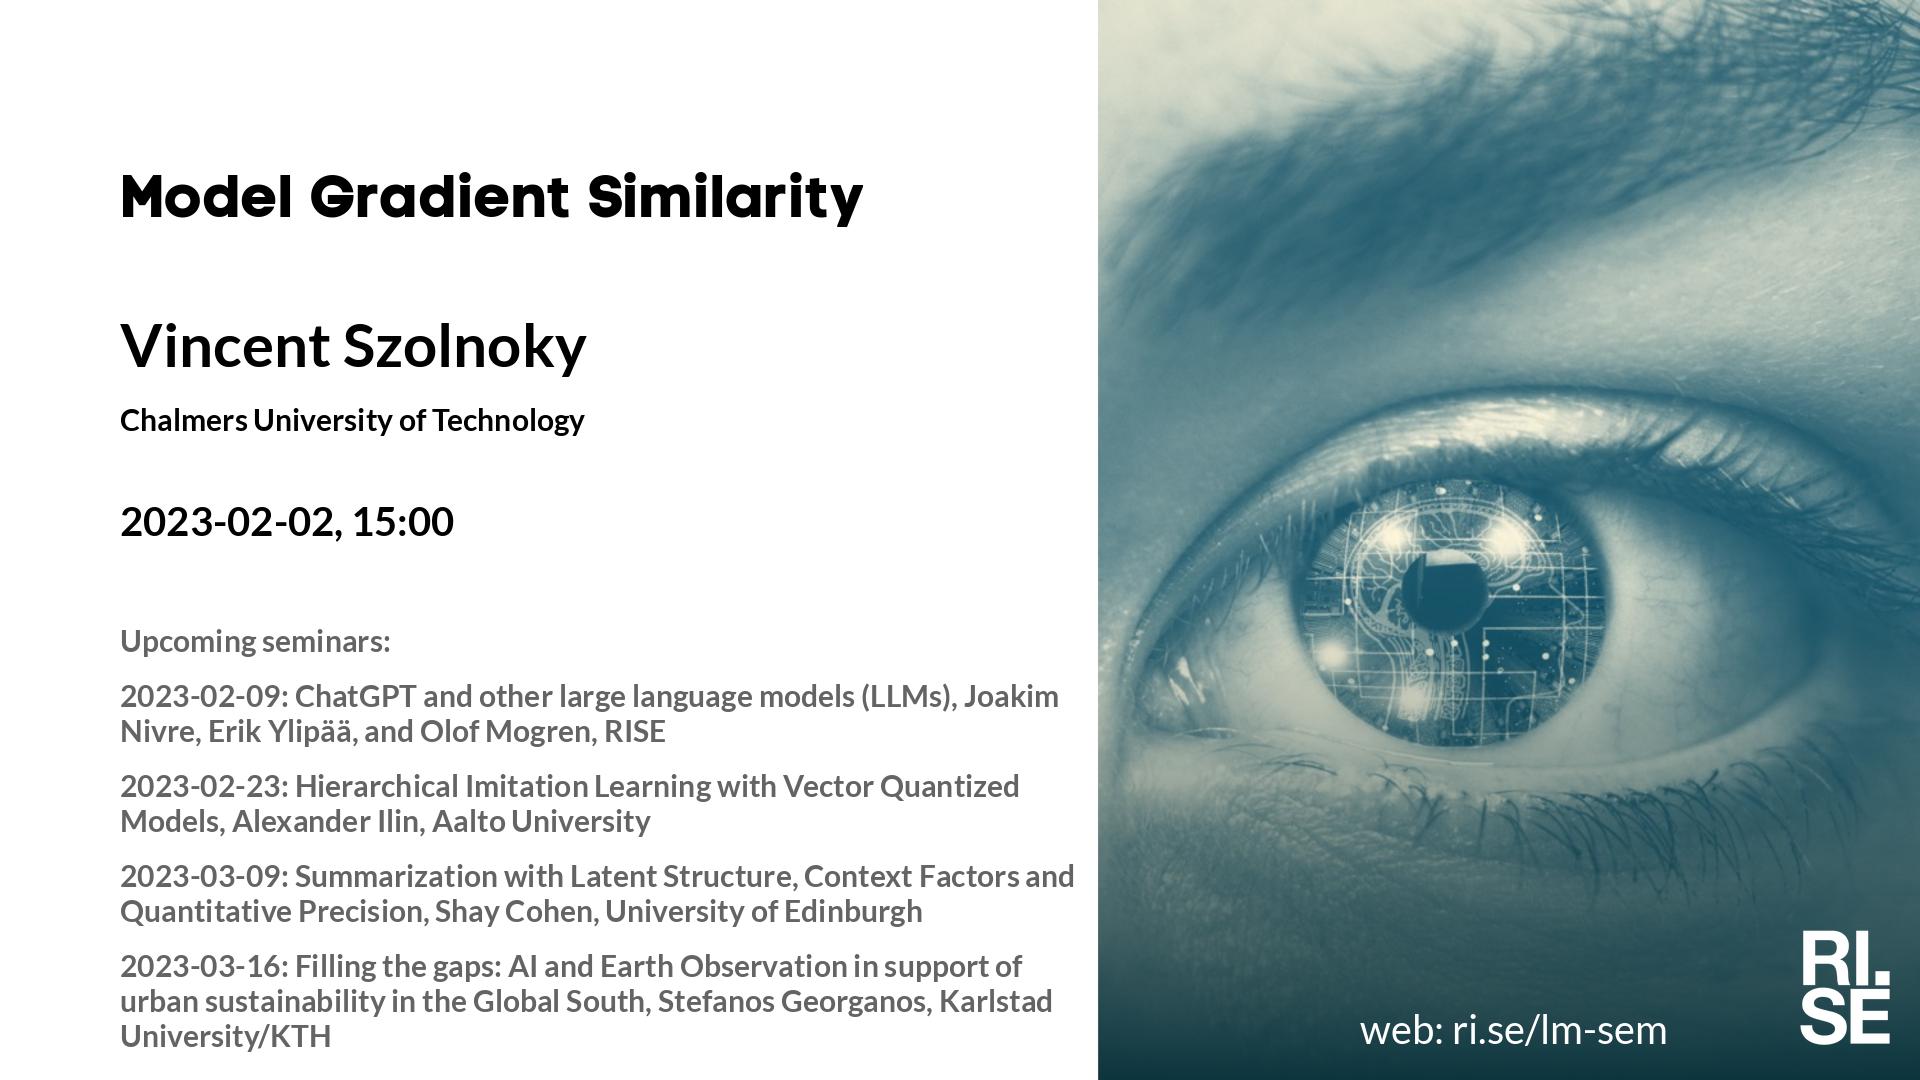 Model Gradient Similarity
Vincent Szolnoky
Chalmers University of Technology
2023-02-02, 15:00
Upcoming seminars:
2023-02-09: ChatGPT and other large language models (LLMs), Joakim
Nivre, Erik Ylipää, and Olof Mogren, RISE
2023-02-23: Hierarchical Imitation Learning with Vector Quantized
Models, Alexander Ilin, Aalto University
2023-03-09: Summarization with Latent Structure, Context Factors and
Quantitative Precision, Shay Cohen, University of Edinburgh
2023-03-16: Filling the gaps: AI and Earth Observation in support of
urban sustainability in the Global South, Stefanos Georganos, Karlstad
University/KTH
web: ri.se/lm-sem
RI.
SE